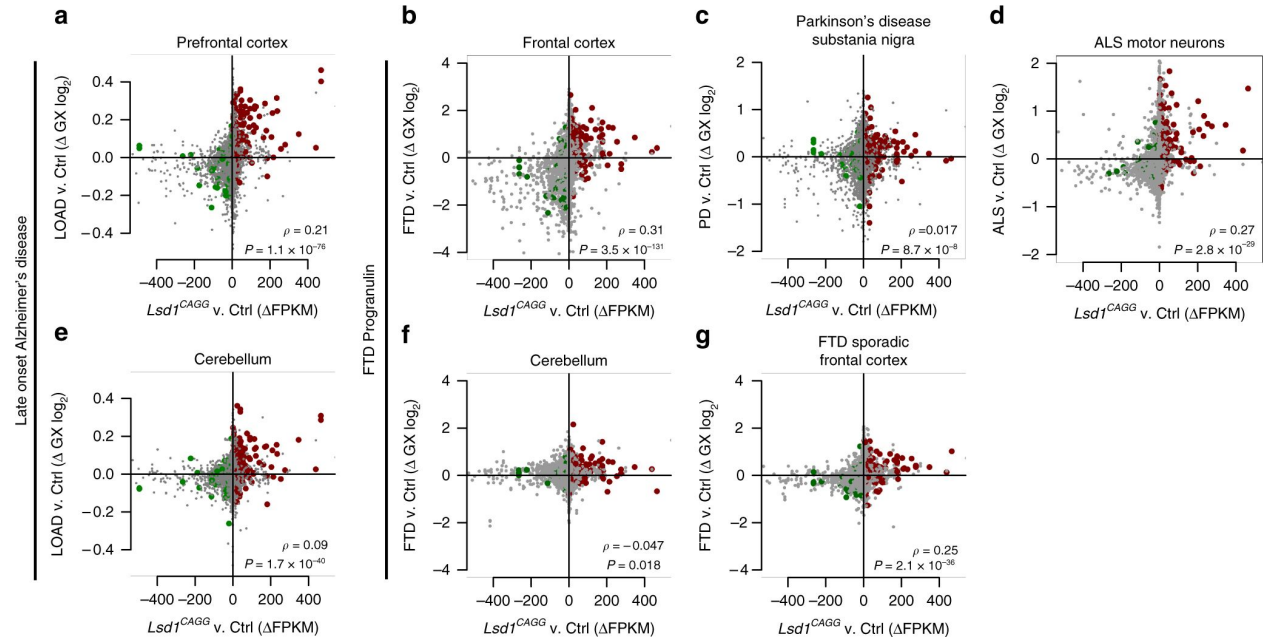 a
Prefrontal cortex
Late onset Alzheimer's disease
LOAD v. Ctrl (Δ GX log2)
0.4
0.2
0.0
−0.2
−0.4
ρ = 0.21
P = 1.1 × 10−76
−400 −200 0 200 400
Lsd1CAGG v. Ctrl (ΔFPKM)
b
Frontal cortex
FTD Progranulin
FTD v. Ctrl (Δ GX log2)
4
2
0
−2
−4
ρ = 0.31
P = 3.5 × 10−131
−400 −200 0 200 400
Lsd1CAGG v. Ctrl (ΔFPKM)
c
Parkinson's disease
substania nigra
PD v. Ctrl (Δ GX log2)
2
1
0
−1
−2
ρ =0.017
P = 8.7 × 10−8
−400 −200 0 200 400
Lsd1CAGG v. Ctrl (ΔFPKM)
d
ALS motor neurons
ALS v. Ctrl (Δ GX log2)
2
1
0
−1
−2
ρ = 0.27
P = 2.8 × 10−29
−400 −200 0 200 400
Lsd1CAGG v. Ctrl (ΔFPKM)
e
Cerebellum
LOAD v. Ctrl (Δ GX log2)
0.4
0.2
0.0
−0.2
−0.4
ρ = 0.09
P = 1.7 × 10−40
−400 −200 0 200 400
Lsd1CAGG v. Ctrl (ΔFPKM)
f
Cerebellum
FTD v. Ctrl (Δ GX log2)
4
2
0
−2
−4
ρ = −0.047
P = 0.018
−400 −200 0 200 400
Lsd1CAGG v. Ctrl (ΔFPKM)
g
FTD sporadic
frontal cortex
FTD v. Ctrl (Δ GX log2)
4
2
0
−2
−4
ρ = 0.25
P = 2.1 × 10−36
−400 −200 0 200 400
Lsd1CAGG v. Ctrl (ΔFPKM)